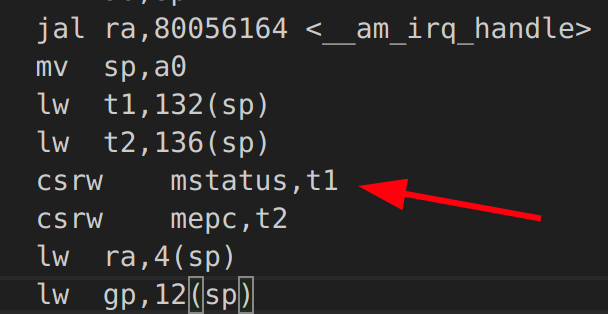 jal ra,80056164 <__am_irq_handle>
mv sp,a0
lw t1,132(sp)
lw t2,136(sp)
csrw mstatus,t1
csrw mepc,t2
lw ra,4(sp)
lw gp,12(sp)